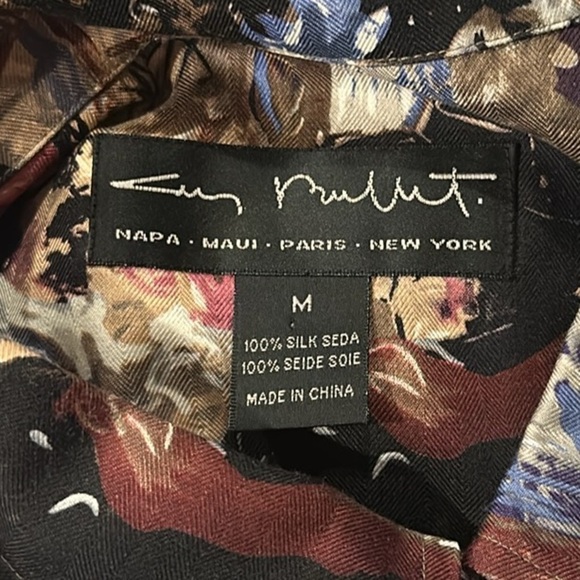 NAPA · MAUI · PARIS · NEW YORK
M
100% SILK SEDA
100% SEIDE SOIE
MADE IN CHINA